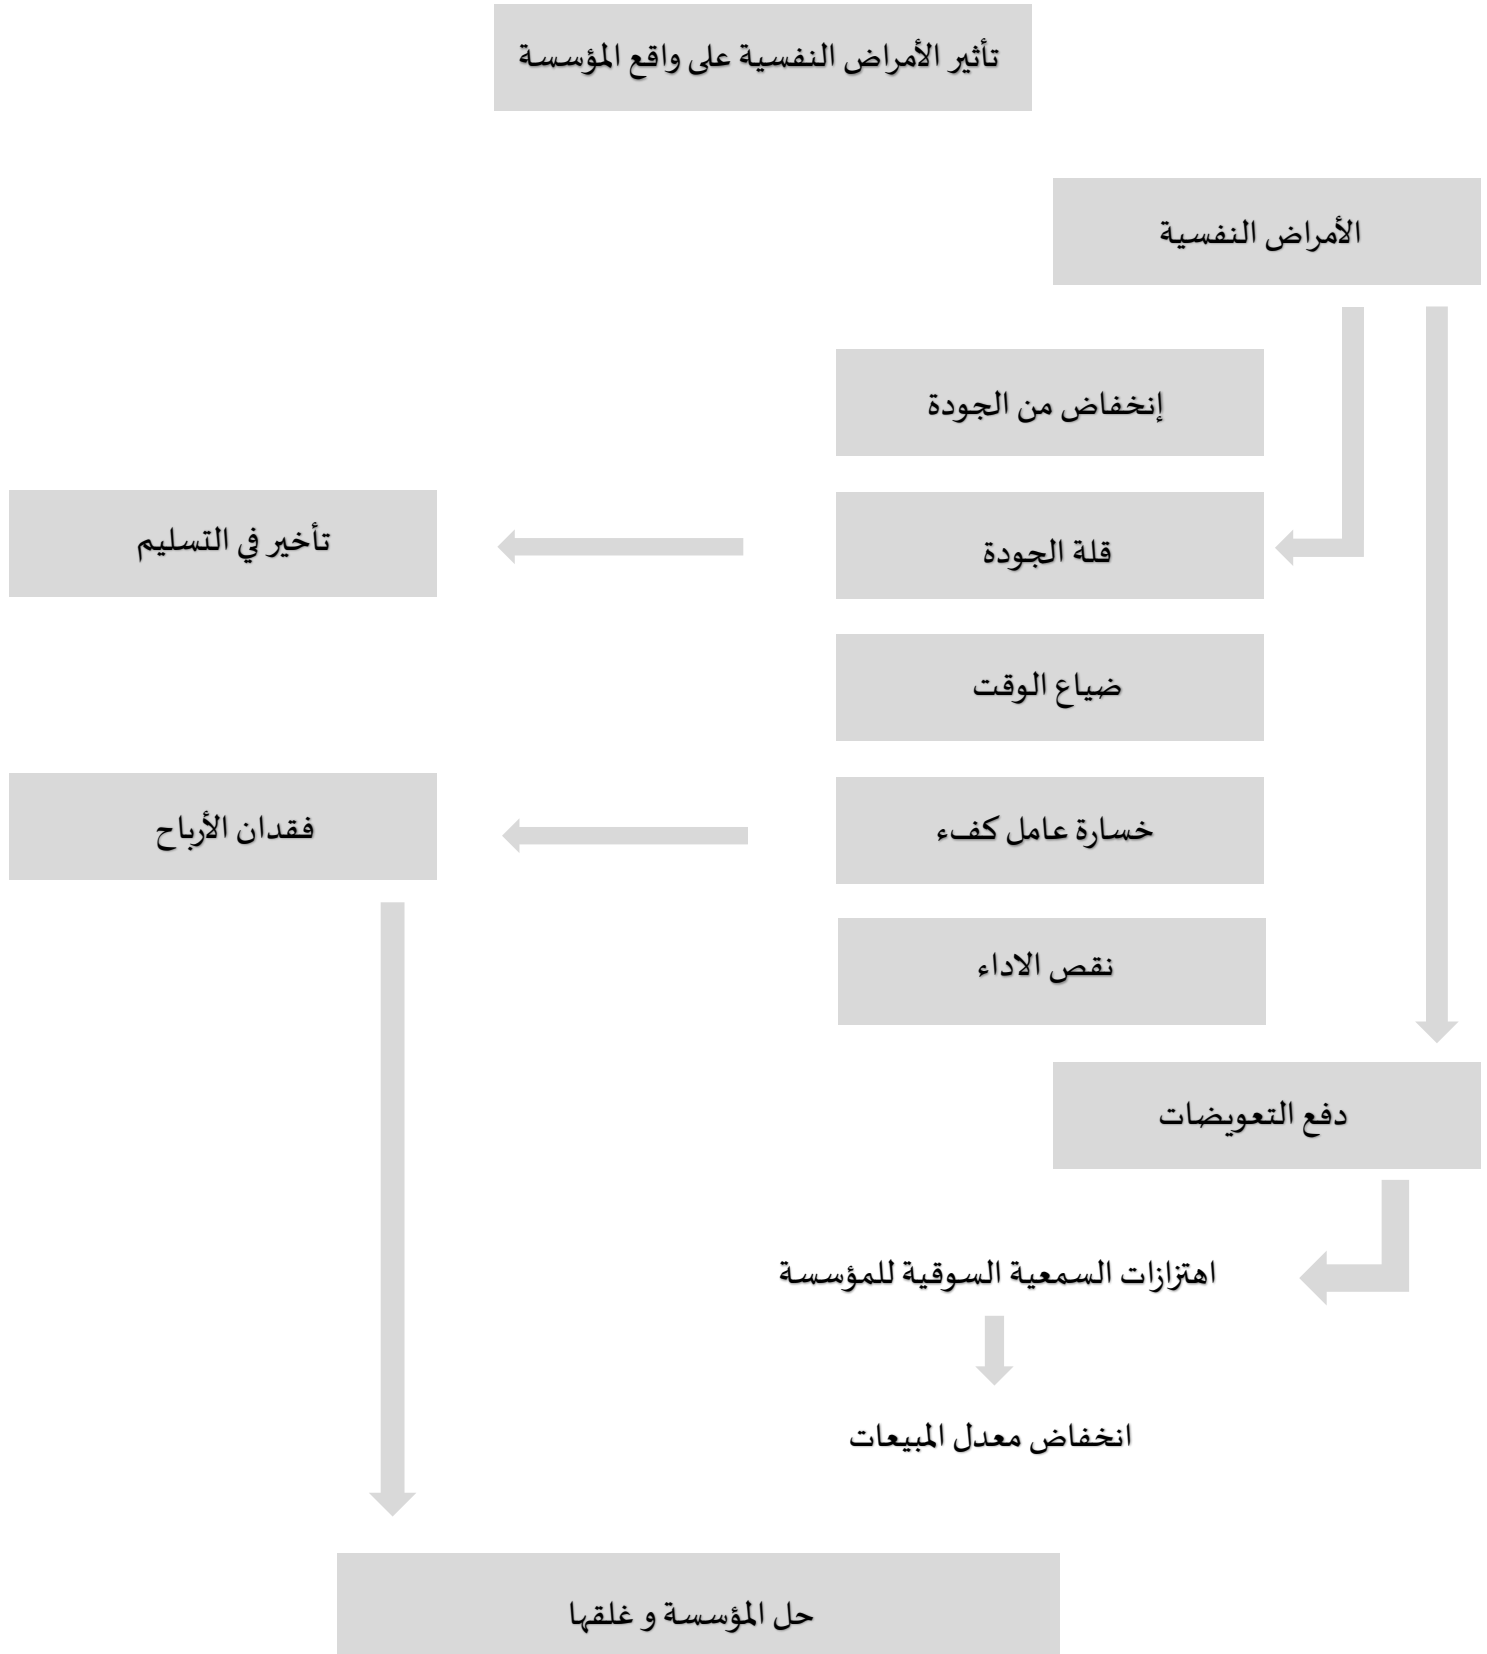 تأثير الأمراض النفسية على واقع المؤسسة
الأمراض النفسية
إنخفاض من الجودة
قلة الجودة
تأخير في التسليم
ضياع الوقت
خسارة عامل كفء
فقدان الأرباح
نقص الاداء
دفع التعويضات
اهتزازات السمعية السوقية للمؤسسة
انخفاض معدل المبيعات
حل المؤسسة و غلقها